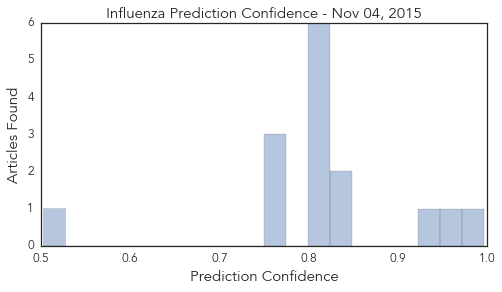 Influenza Prediction Confidence - Nov 04, 2015
Articles Found
6
5
4
3
2
1
0
0.5 0.6 0.7 0.8 0.9 1.0
Prediction Confidence